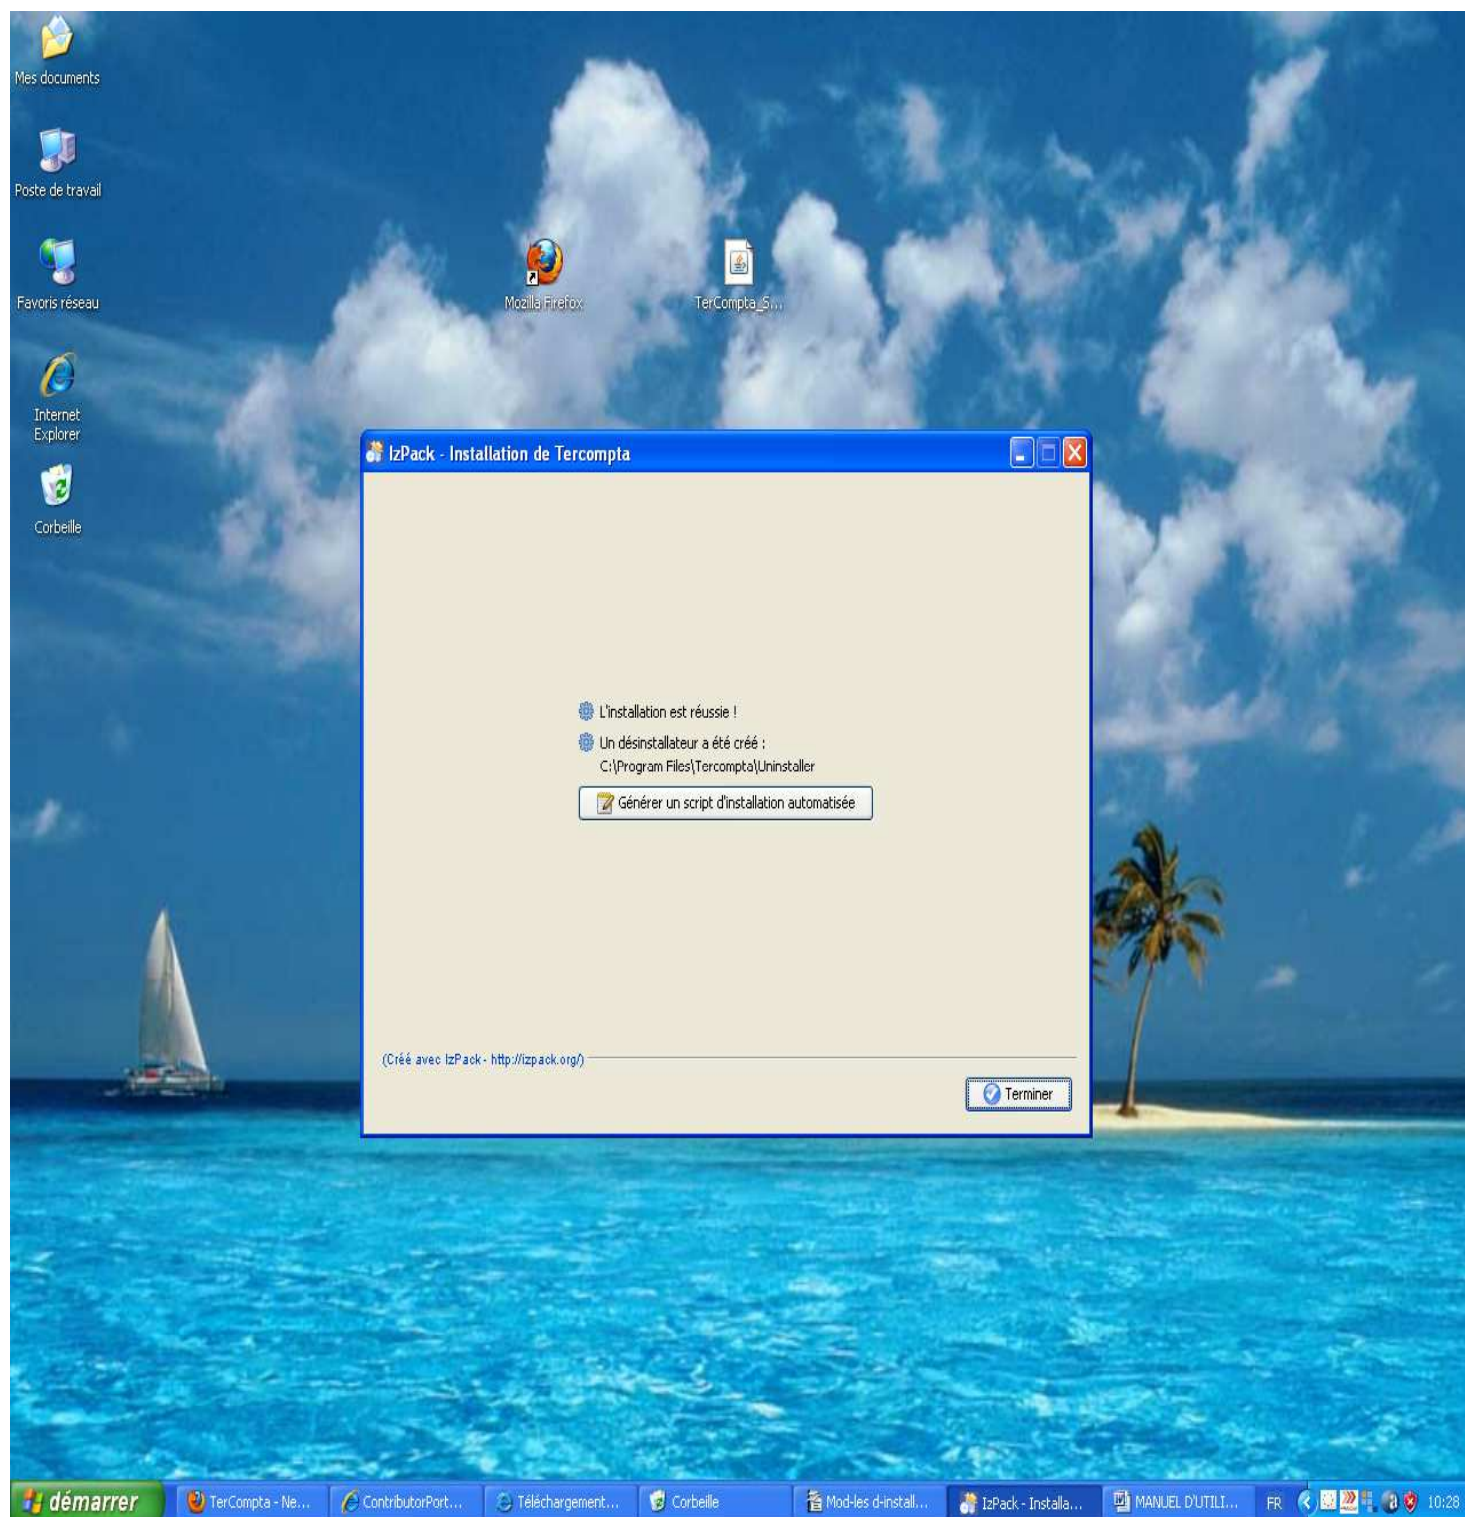 Mes documents
Poste de travail
Favoris réseau
Internet
Explorer
Corbeille
Mozilla Firefox
TerCompta_S...
IzPack - Installation de Tercompta
L'installation est réussie !
Un désinstallateur a été créé :
C:\Program Files\Tercompta\Uninstaller
Générer un script d'installation automatisée
(Créé avec IzPack - http://izpack.org/)
Terminer
démarrer
TerCompta - Ne...
ContributorPort...
Téléchargement...
Corbeille
Mod-les d-install...
IzPack - Installa...
MANUEL D'UTILI...
FR
10:28